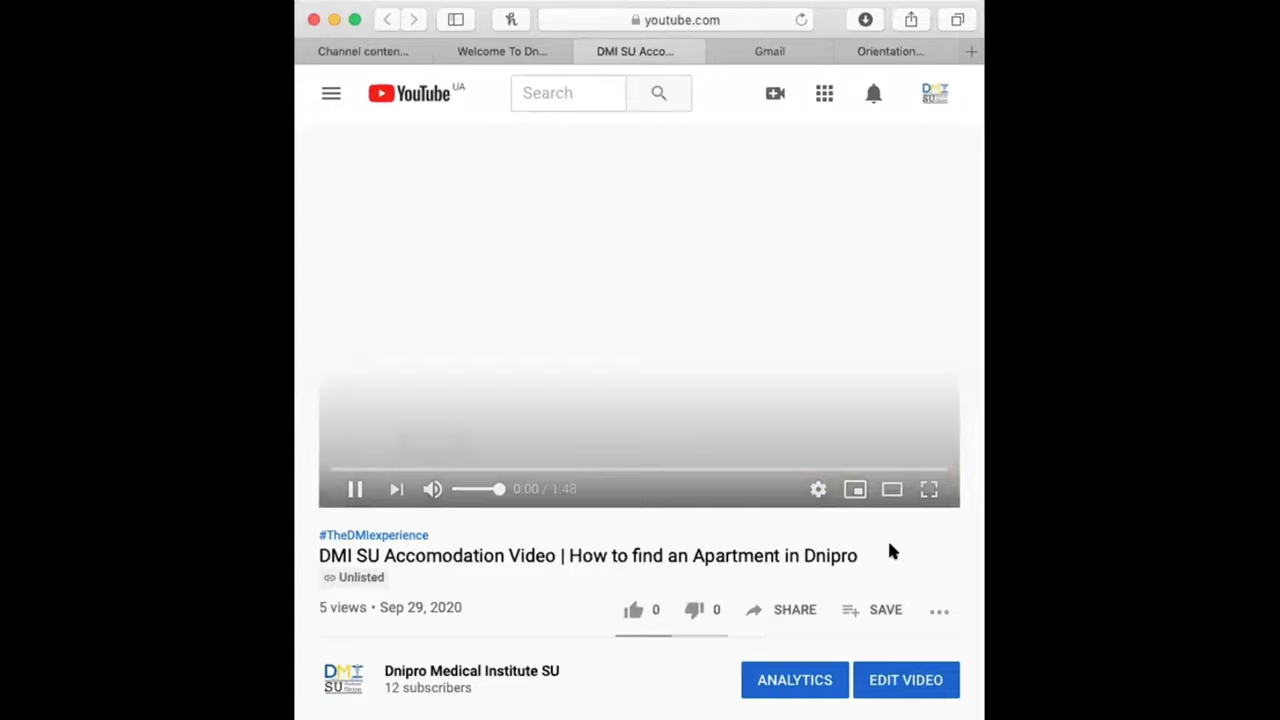 youtube.com
Channel conten...
Welcome To Dn...
DMI SU Acco...
Gmail
Orientation...
YouTube UA
Search
0:00 / 1:48
#TheDMIexperience
DMI SU Accomodation Video | How to find an Apartment in Dnipro
Unlisted
5 views • Sep 29, 2020
0
0
SHARE
SAVE
DMI
SU
Dnipro Medical Institute SU
12 subscribers
ANALYTICS
EDIT VIDEO